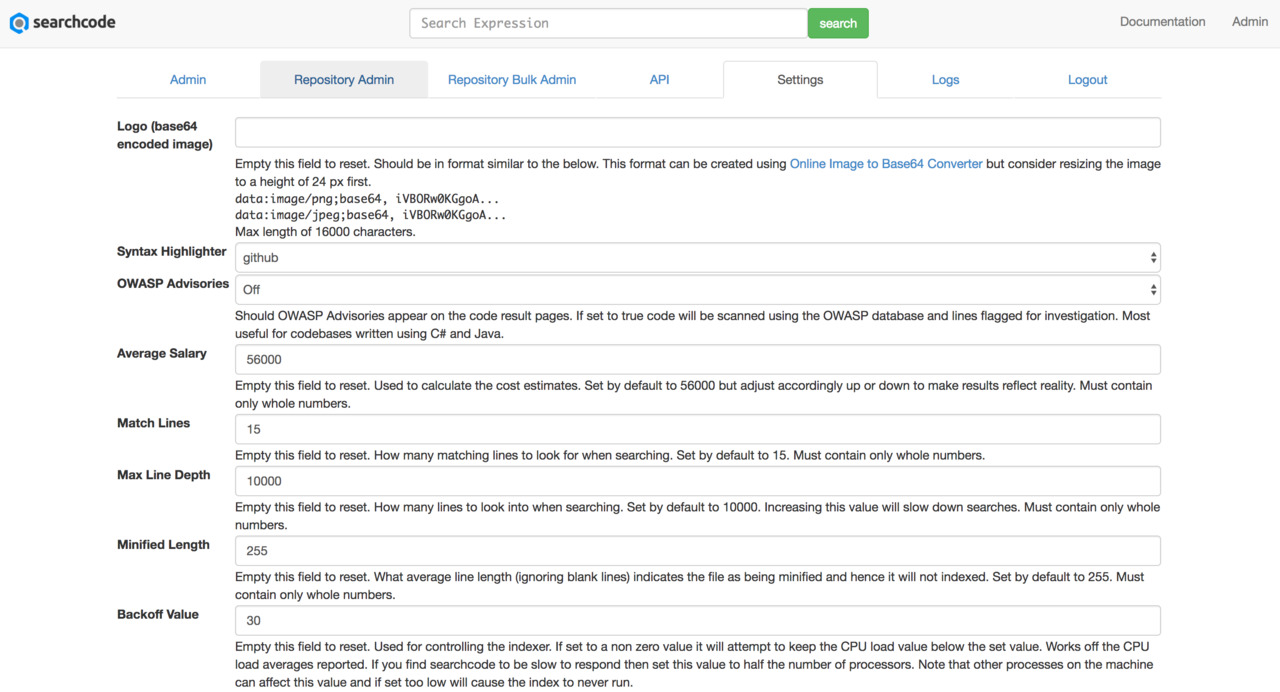 searchcode
Search Expression
search
Documentation
Admin
Admin
Repository Admin
Repository Bulk Admin
API
Settings
Logs
Logout
Logo (base64
encoded image)
Empty this field to reset. Should be in format similar to the below. This format can be created using Online Image to Base64 Converter but consider resizing the image
to a height of 24 px first.
data:image/png;base64, iVBORw0KGgoA...
data:image/jpeg;base64, iVBORw0KGgoA...
Max length of 16000 characters.
Syntax Highlighter
github
OWASP Advisories
Off
Should OWASP Advisories appear on the code result pages. If set to true code will be scanned using the OWASP database and lines flagged for investigation. Most
useful for codebases written using C# and Java.
Average Salary
56000
Empty this field to reset. Used to calculate the cost estimates. Set by default to 56000 but adjust accordingly up or down to make results reflect reality. Must contain
only whole numbers.
Match Lines
15
Empty this field to reset. How many matching lines to look for when searching. Set by default to 15. Must contain only whole numbers.
Max Line Depth
10000
Empty this field to reset. How many lines to look into when searching. Set by default to 10000. Increasing this value will slow down searches. Must contain only whole
numbers.
Minified Length
255
Empty this field to reset. What average line length (ignoring blank lines) indicates the file as being minified and hence it will not indexed. Set by default to 255. Must
contain only whole numbers.
Backoff Value
30
Empty this field to reset. Used for controlling the indexer. If set to a non zero value it will attempt to keep the CPU load value below the set value. Works off the CPU
load averages reported. If you find searchcode to be slow to respond then set this value to half the number of processors. Note that other processes on the machine
can affect this value and if set too low will cause the index to never run.